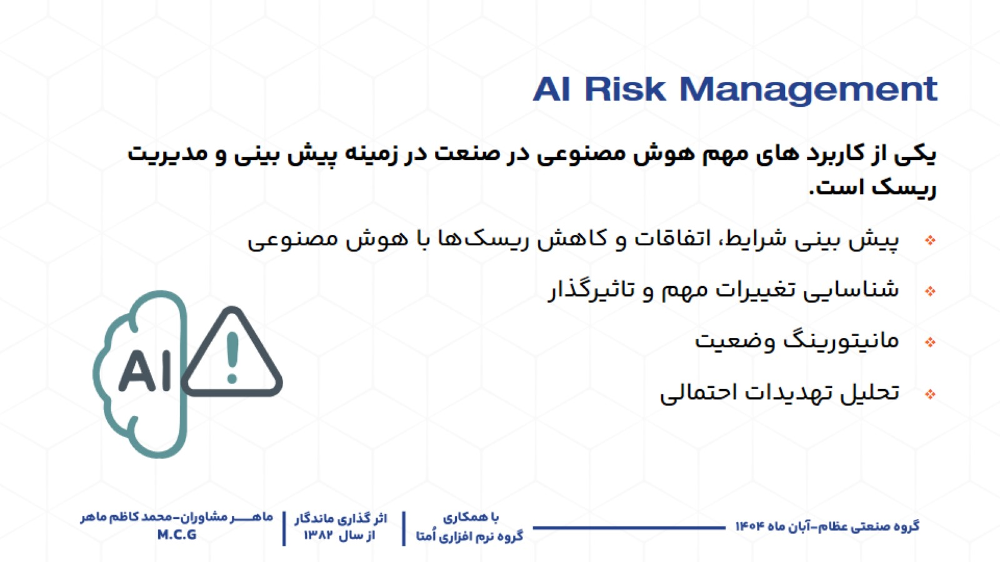 AI Risk Management
یکی از کاربرد های مهم هوش مصنوعی در صنعت در زمینه پیش بینی و مدیریت
ریسک است.
❖ پیش بینی شرایط، اتفاقات و کاهش ریسک‌ها با هوش مصنوعی
❖ شناسایی تغییرات مهم و تاثیرگذار
❖ مانیتورینگ وضعیت
❖ تحلیل تهدیدات احتمالی
AI
!
گروه صنعتی عظام-آبان ماه ۱۴۰۴
با همکاری
گروه نرم افزاری اُمتا
اثر گذاری ماندگار
از سال ۱۳۸۲
ماهـــر مشاوران-محمد کاظم ماهر
M.C.G